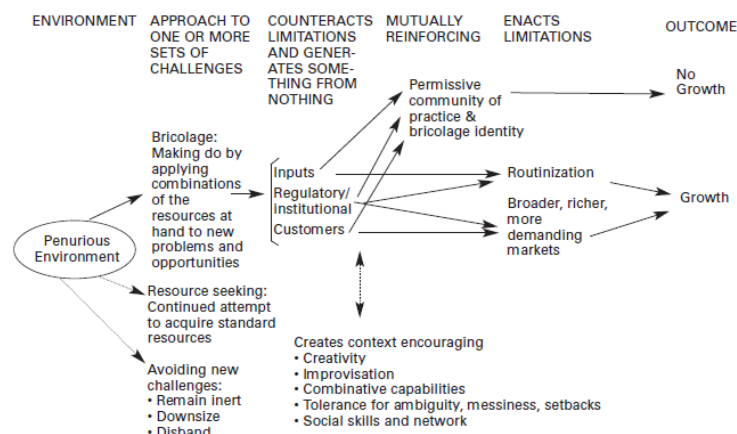 ENVIRONMENT
APPROACH TO
ONE OR MORE
SETS OF
CHALLENGES
COUNTERACTS
LIMITATIONS
AND GENER-
ATES SOME-
THING FROM
NOTHING
MUTUALLY
REINFORCING
ENACTS
LIMITATIONS
OUTCOME
Penurious
Environment
Bricolage:
Making do by
applying
combinations
of the
resources at
hand to new
problems and
opportunities
Resource seeking:
Continued attempt
to acquire standard
resources
Avoiding new
challenges:
• Remain inert
• Downsize
• Disband
Inputs
Regulatory/
institutional
Customers
Permissive
community of
practice &
bricolage identity
Routinization
Broader, richer,
more
demanding
markets
No
Growth
Growth
Creates context encouraging
• Creativity
• Improvisation
• Combinative capabilities
• Tolerance for ambiguity, messiness, setbacks
• Social skills and network